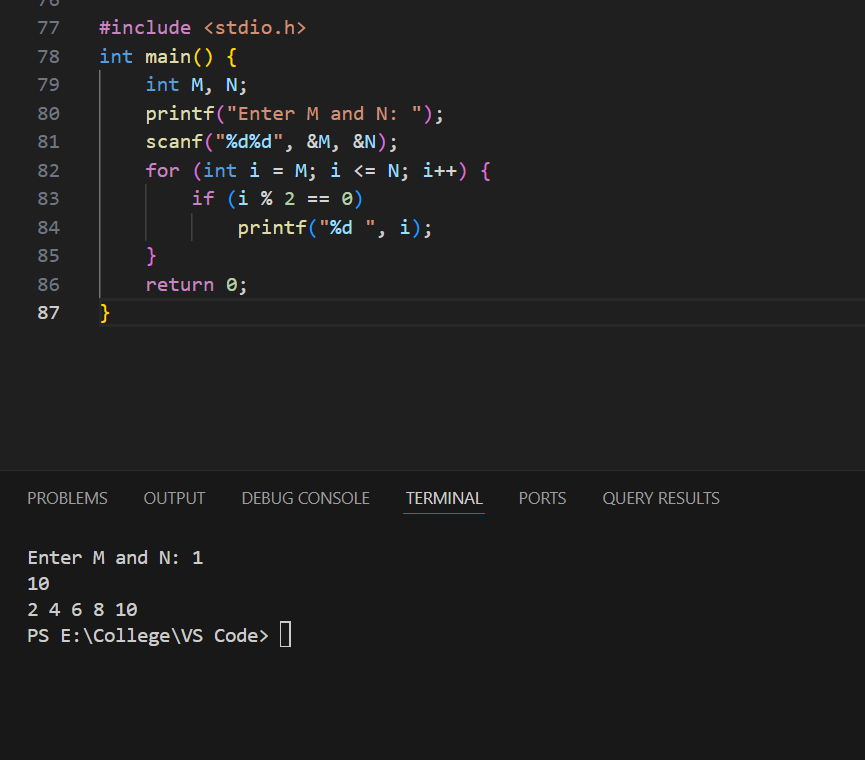 77 #include <stdio.h>
78 int main() {
79     int M, N;
80     printf("Enter M and N: ");
81     scanf("%d%d", &M, &N);
82     for (int i = M; i <= N; i++) {
83         if (i % 2 == 0)
84             printf("%d ", i);
85     }
86     return 0;
87 }
PROBLEMS OUTPUT DEBUG CONSOLE TERMINAL PORTS QUERY RESULTS
Enter M and N: 1
10
2 4 6 8 10
PS E:\College\VS Code>